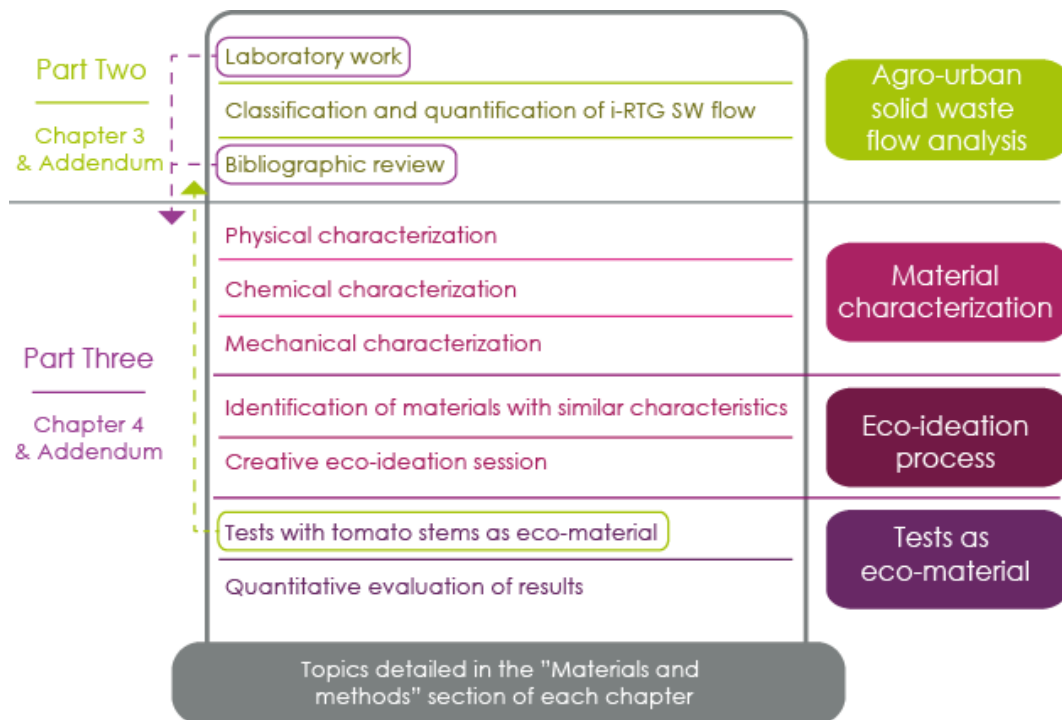 Part Two
Chapter 3
& Addendum
Laboratory work
Classification and quantification of i-RTG SW flow
Bibliographic review
Agro-urban
solid waste
flow analysis
Part Three
Chapter 4
& Addendum
Physical characterization
Chemical characterization
Mechanical characterization
Material
characterization
Identification of materials with similar characteristics
Creative eco-ideation session
Eco-ideation
process
Tests with tomato stems as eco-material
Quantitative evaluation of results
Tests as
eco-material
Topics detailed in the "Materials and
methods" section of each chapter